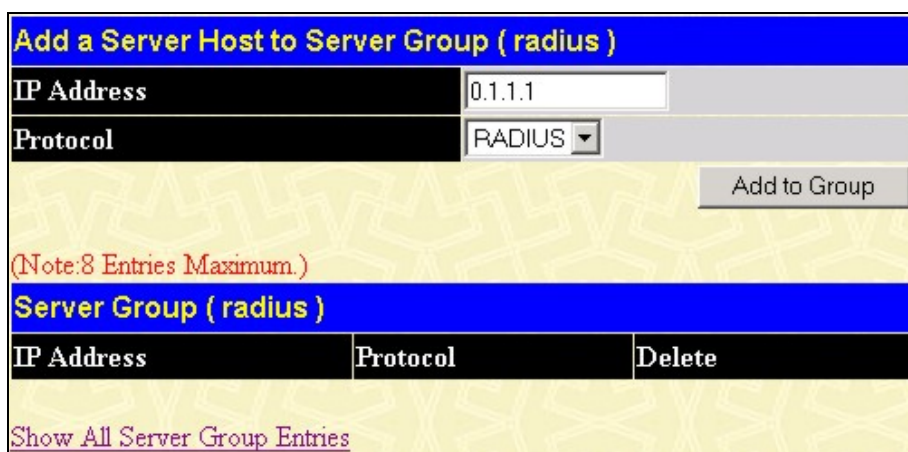 Add a Server Host to Server Group ( radius )
IP Address 0.1.1.1
Protocol RADIUS
Add to Group
(Note:8 Entries Maximum.)
Server Group ( radius )
IP Address Protocol Delete
Show All Server Group Entries